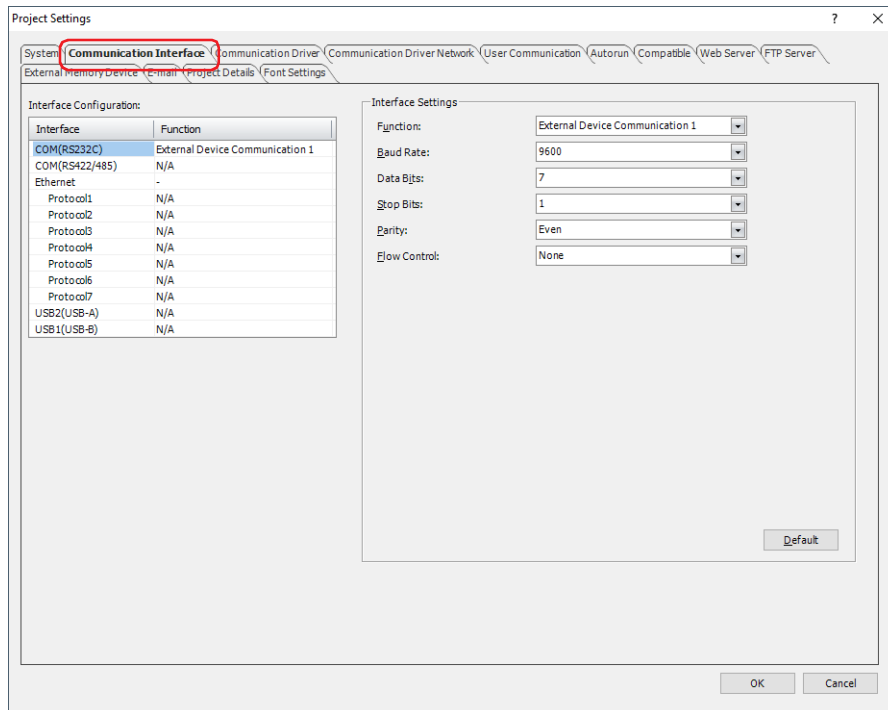 Project Settings ? ×
System Communication Interface Communication Driver Communication Driver Network User Communication Autorun Compatible Web Server FTP Server
External Memory Device E-mail Project Details Font Settings
Interface Configuration:
Interface Function
COM(RS232C) External Device Communication 1
COM(RS422/485) N/A
Ethernet -
Protocol1 N/A
Protocol2 N/A
Protocol3 N/A
Protocol4 N/A
Protocol5 N/A
Protocol6 N/A
Protocol7 N/A
USB2(USB-A) N/A
USB1(USB-B) N/A
Interface Settings
Function: External Device Communication 1
Baud Rate: 9600
Data Bits: 7
Stop Bits: 1
Parity: Even
Flow Control: None
Default
OK Cancel